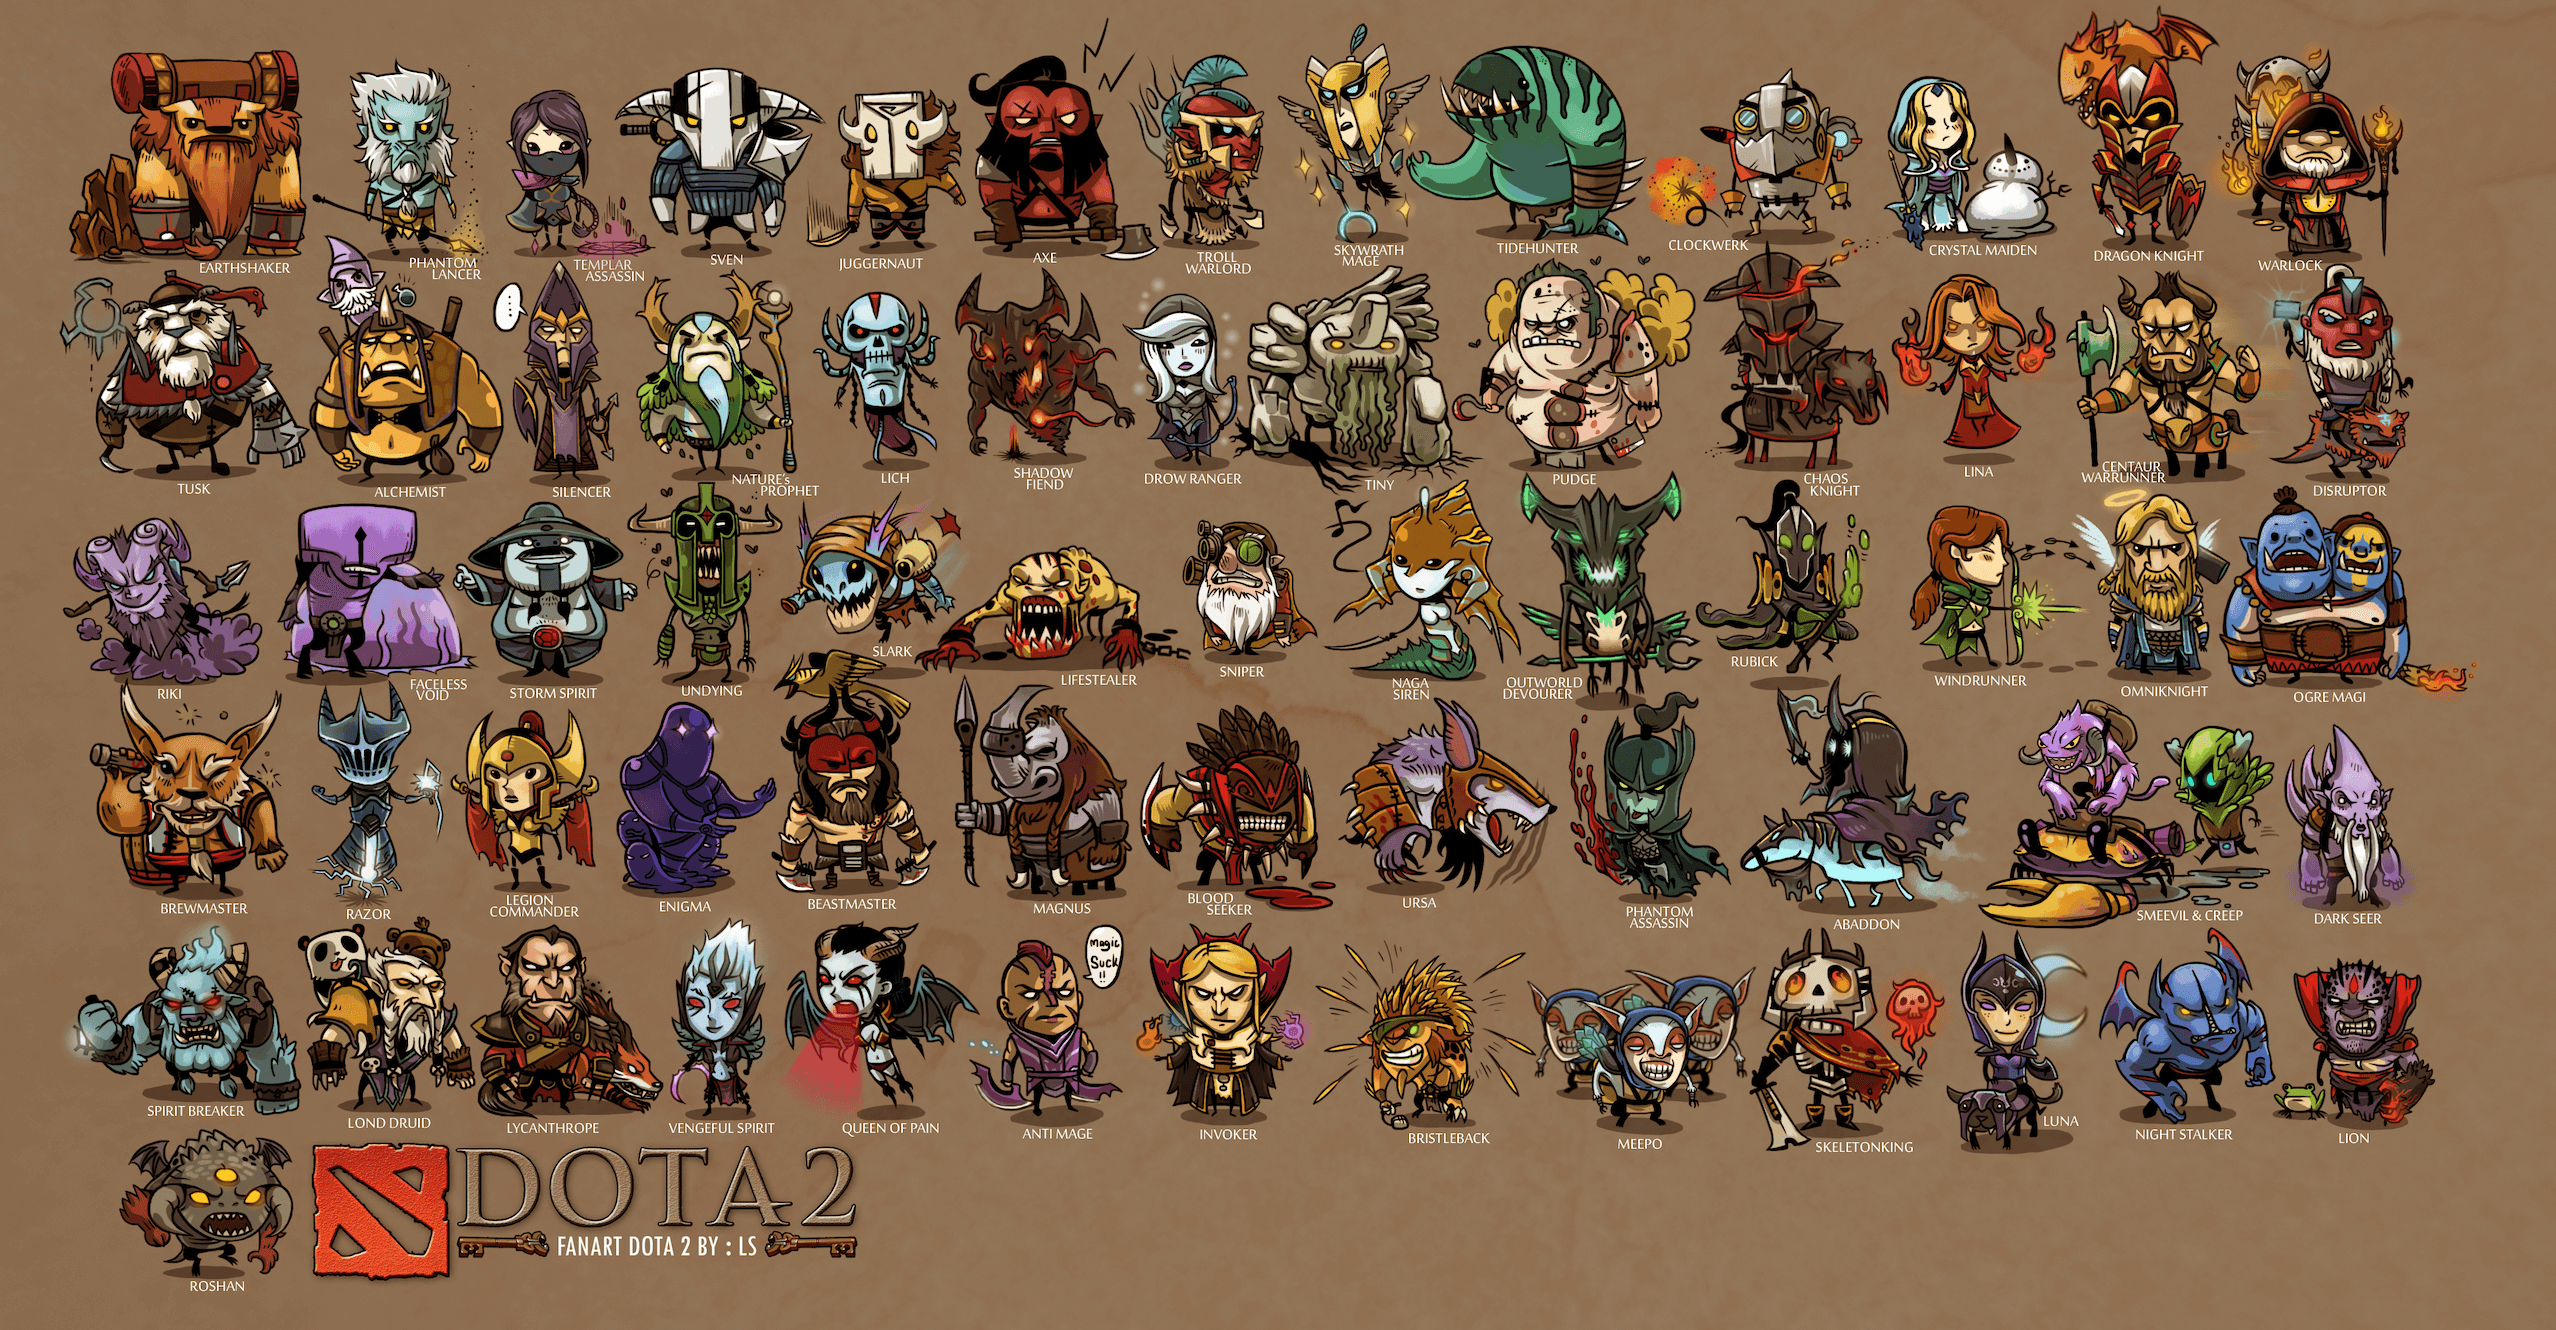 EARTHSHAKER
PHANTOM
LANCER
TEMPLAR
ASSASSIN
SVEN
JUGGERNAUT
AXE
TROLL
WARLORD
SKYWRATH
MAGE
TIDEHUNTER
CLOCKWERK
CRYSTAL MAIDEN
DRAGON KNIGHT
WARLOCK
TUSK
ALCHEMIST
....
SILENCER
NATURE's
PROPHET
LICH
SHADOW
FIEND
DROW RANGER
TINY
PUDGE
CHAOS
KNIGHT
LINA
CENTAUR
WARRUNNER
DISRUPTOR
RIKI
FACELESS
VOID
STORM SPIRIT
UNDYING
SLARK
LIFESTEALER
SNIPER
NAGA
SIREN
OUTWORLD
DEVOURER
RUBICK
WINDRUNNER
OMNIKNIGHT
OGRE MAGI
BREWMASTER
RAZOR
LEGION
COMMANDER
ENIGMA
BEASTMASTER
MAGNUS
BLOOD
SEEKER
URSA
PHANTOM
ASSASSIN
ABADDON
SMEEVIL & CREEP
DARK SEER
SPIRIT BREAKER
LOND DRUID
LYCANTHROPE
VENGEFUL SPIRIT
QUEEN OF PAIN
magic
Suck
!!
ANTI MAGE
INVOKER
BRISTLEBACK
MEEPO
SKELETONKING
LUNA
NIGHT STALKER
LION
ROSHAN
DOTA 2
FANART DOTA 2 BY : LS